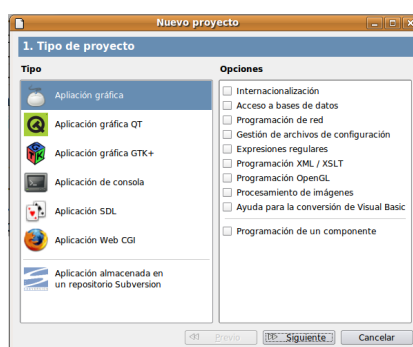 Nuevo proyecto
1. Tipo de proyecto
Tipo
Apliación gráfica
Aplicación gráfica QT
Aplicación gráfica GTK+
Aplicación de consola
Aplicación SDL
Aplicación Web CGI
Aplicación almacenada en
un repositorio Subversion
Opciones
Internacionalización
Acceso a bases de datos
Programación de red
Gestión de archivos de configuración
Expresiones regulares
Programación XML / XSLT
Programación OpenGL
Procesamiento de imágenes
Ayuda para la conversión de Visual Basic
Programación de un componente
Previo
Siguiente
Cancelar